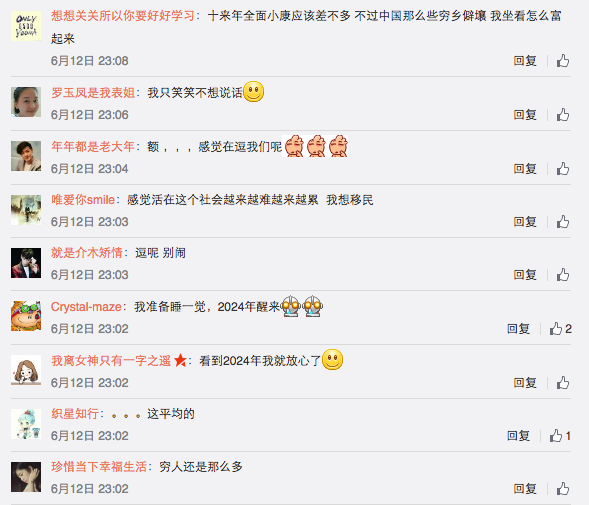 想想关关所以你要好好学习：十来年全面小康应该差不多 不过中国那么些穷乡僻壤 我坐看怎么富
起来
6月12日 23:08 回复
罗玉凤是我表姐：我只笑笑不想说话
6月12日 23:06 回复
年年都是老大年：额，，，感觉在逗我们呢
6月12日 23:04 回复
唯爱你smile：感觉活在这个社会越来越难越来越累 我想移民
6月12日 23:03 回复
就是介木矫情：逗呢 别闹
6月12日 23:03 回复
Crystal-maze：我准备睡一觉，2024年醒来
6月12日 23:02 回复 2
我离女神只有一字之遥：看到2024年我就放心了
6月12日 23:02 回复
织星知行：。。。这平均的
6月12日 23:02 回复 1
珍惜当下幸福生活：穷人还是那么多
6月12日 23:02 回复